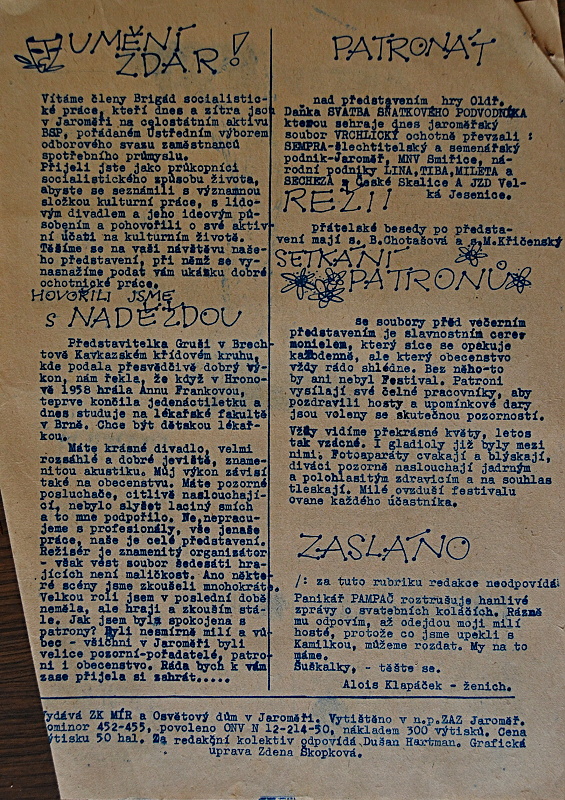 UMĚNÍ
ZDAR!
Vítáme členy Brigád socialistic-
ké práce, kteří dnes a zítra jsou
v Jaroměři na celostátním aktivu
BSP, pořádaném Ústředním výborem
odborového svazu zaměstnanců
spotřebního průmyslu.
Přijeli jste jako průkopníci
socialistického způsobu života,
abyste se seznámili s významnou
složkou kulturní práce, s lido-
vým divadlem a jeho ideovým pů-
sobením a pohovořili o své aktiv-
ní účati na kulturním životě.
Těšíme se na vaši návštěvu naše-
ho představení, při němž se vy-
nasnažíme podat vám ukázku dobré
ochotnické práce.
HOVOŘILI JSME
S NADĚŽDOU
Představitelka Gruši v Brech-
tově Kavkazském křídovém kruhu,
kde podala přesvědčivě dobrý vý-
kon, nám řekla, že když v Hrono-
vě 1958 hrála Annu Frankovou,
teprve končila jedenáctiletku a
dnes studuje na lékařské fakultě
v Brně. Chce být dětskou lékař-
kou.
Máte krásné divadlo, velmi
rozsáhlé a dobré jeviště, zname-
nitou akustiku. Můj výkon závisí
také na obecenstvu. Máte pozorné
posluchače, citlivě naslouchají-
cí, nebylo slyšet laciný smích
a to mne podpořilo. Ne, nepracu-
jeme s profesionály, vše jenaše
práce, naše je celé představení.
Režisér je znamenitý organizátor
- však vést soubor šedesáti hra-
jících není maličkost. Ano někte-
ré scény jsme zkoušeli mnohokráte.
Velkou roli jsem v poslední době
neměla, ale hraji a zkouším stá-
le. Jak jsem byla spokojena s
patrony? Byli nesmírně milí a vů-
bec - všichni v Jaroměři byli
velice pozorní-pořadatelé, patro-
ni i obecenstvo. Ráda bych k vám
zase přijela si zahrát.....
PATRONÁT
nad představením hry Oldř.
Daňka SVATBA SŇATKOVÉHO PODVODNÍKA
kterou sehraje dnes jaroměřský
soubor VRCHLICKÝ ochotně převzali :
SEMPRA-šlechtitelský a semenářský
podnik-Jaroměř, MNV Smiřice, ná-
rodní podniky LINA, TIBA, MILETA a
SECHEZA z České Skalice A JZD Vel-
ká Jesenice.
REŽII
přátelské besedy po předsta-
vení mají s. B.Chotašová a s.M.Křičenský
SETKÁNÍ
PATRONŮ
se soubory před večerním
představením je slavnostním cere-
monielem, který sice se opakuje
každodenně, ale který obecenstvo
vždy rádo shlédne. Bez něho-to
by ani nebyl Festival. Patroni
vysílají své čelné pracovníky, aby
pozdravili hosty a upomínkové dary
jsou voleny se skutečnou pozorností.
Vždy vidíme překrásné květy, letos
tak vzácné. I gladioly již byly mezi
nimi. Fotoaparáty cvakají a blýskají,
diváci pozorně naslouchají jadrným
a polohlasitým zdravicím a na souhlas
tleskají. Milé ovzduší festivalu
ovane každého účastníka.
ZASLÁNO
/: za tuto rubriku redakce neodpovídá
Panikář PAMPAČ roztrušuje hanlivé
zprávy o svatebních koláčích. Rázně
mu odpovím, až odejdou moji milí
hosté, protože co jsme upekli s
Kamilkou, můžeme rozdat. My na to
máme.
Šuškalky, - těšte se.
Alois Klapáček - ženich.
Vydává ZK MÍR a Osvětový dům v Jaroměři. Vytištěno v n.p.ZAZ Jaroměř.
ominor 452-455, povoleno ONV N 12-214-50, nákladem 300 výtisků. Cena
výtisku 50 hal. Za redakční kolektiv odpovídá Dušan Hartman. Grafická
úprava Zdena Škopková.